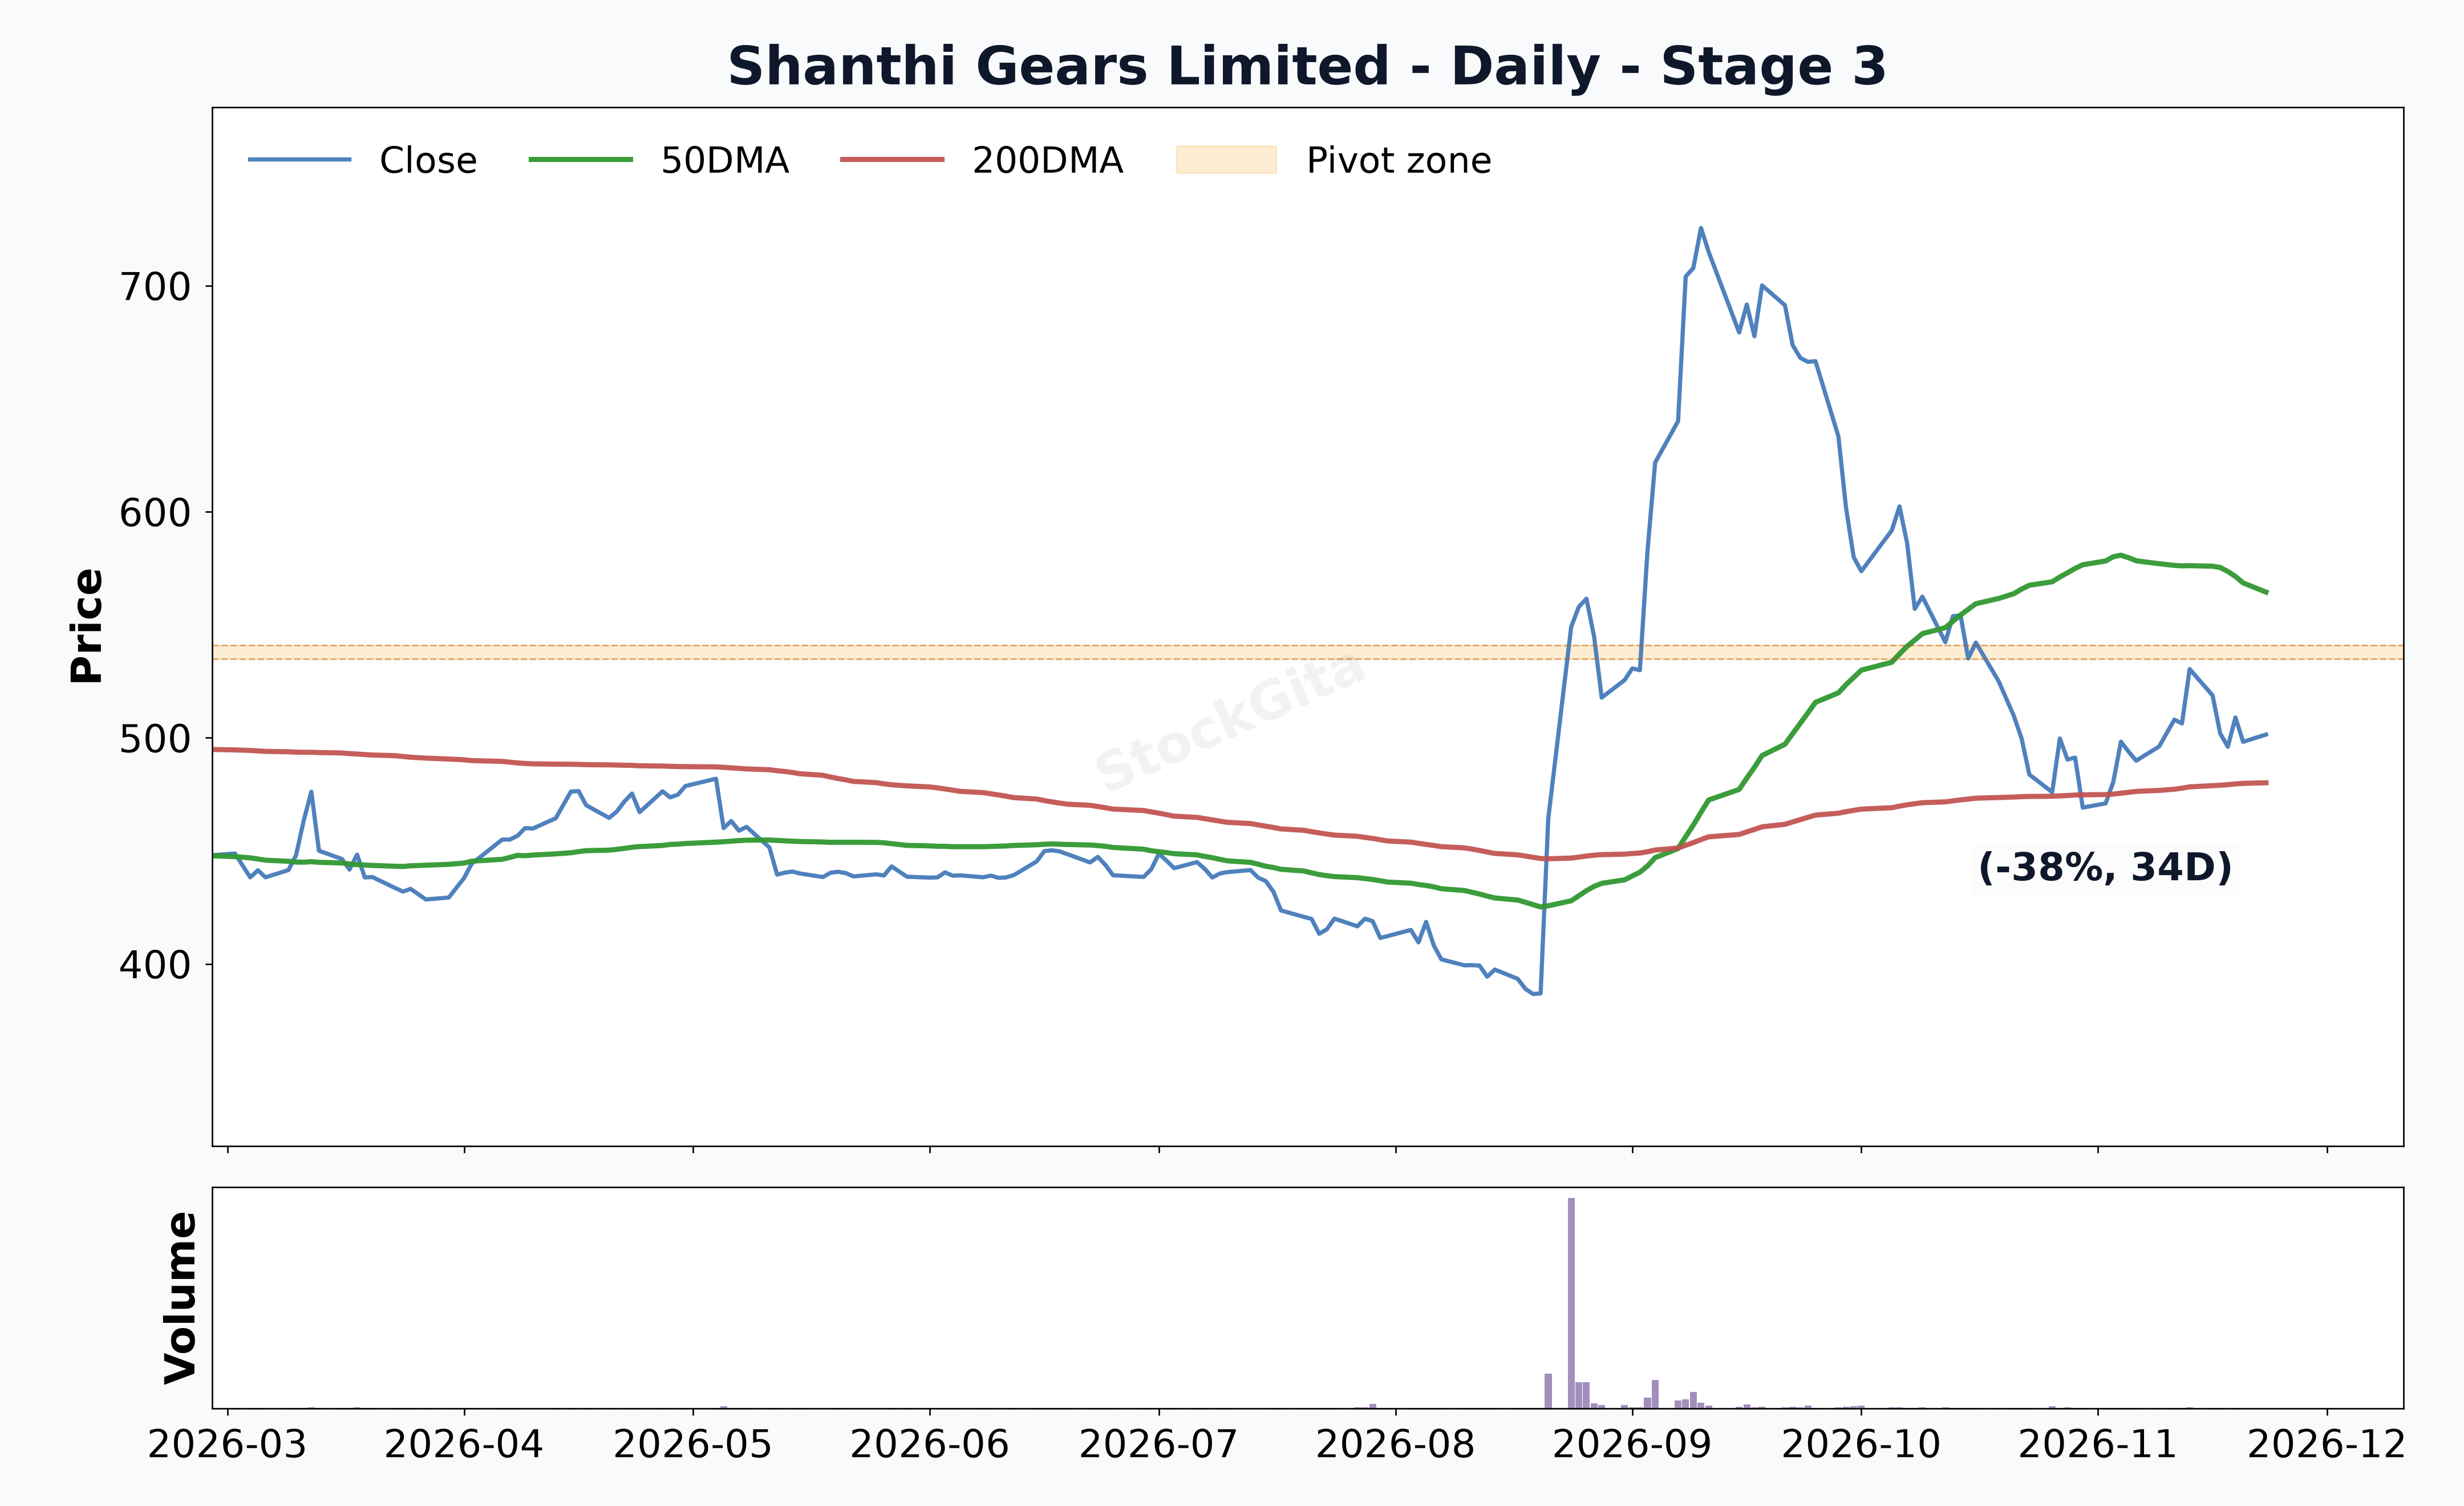 Shanthi Gears Limited - Daily - Stage 3
Close 50DMA 200DMA Pivot zone
Price
700
600
500
400
StockGita
(-38%, 34D)
Volume
2026-03 2026-04 2026-05 2026-06 2026-07 2026-08 2026-09 2026-10 2026-11 2026-12